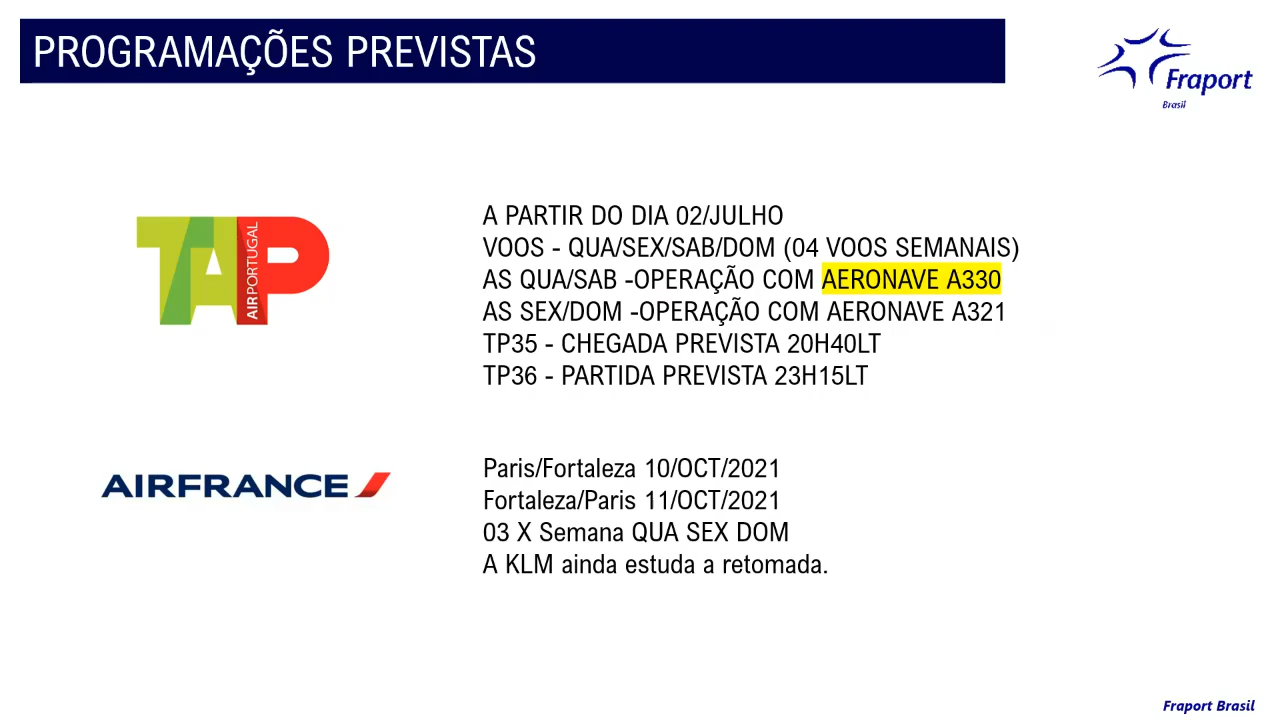 PROGRAMAÇÕES PREVISTAS
Fraport
Brasil
TAP
AIRPORTUGAL
A PARTIR DO DIA 02/JULHO
VOOS - QUA/SEX/SAB/DOM (04 VOOS SEMANAIS)
AS QUA/SAB -OPERAÇÃO COM AERONAVE A330
AS SEX/DOM -OPERAÇÃO COM AERONAVE A321
TP35 - CHEGADA PREVISTA 20H40LT
TP36 - PARTIDA PREVISTA 23H15LT
AIRFRANCE
Paris/Fortaleza 10/OCT/2021
Fortaleza/Paris 11/OCT/2021
03 X Semana QUA SEX DOM
A KLM ainda estuda a retomada.
Fraport Brasil